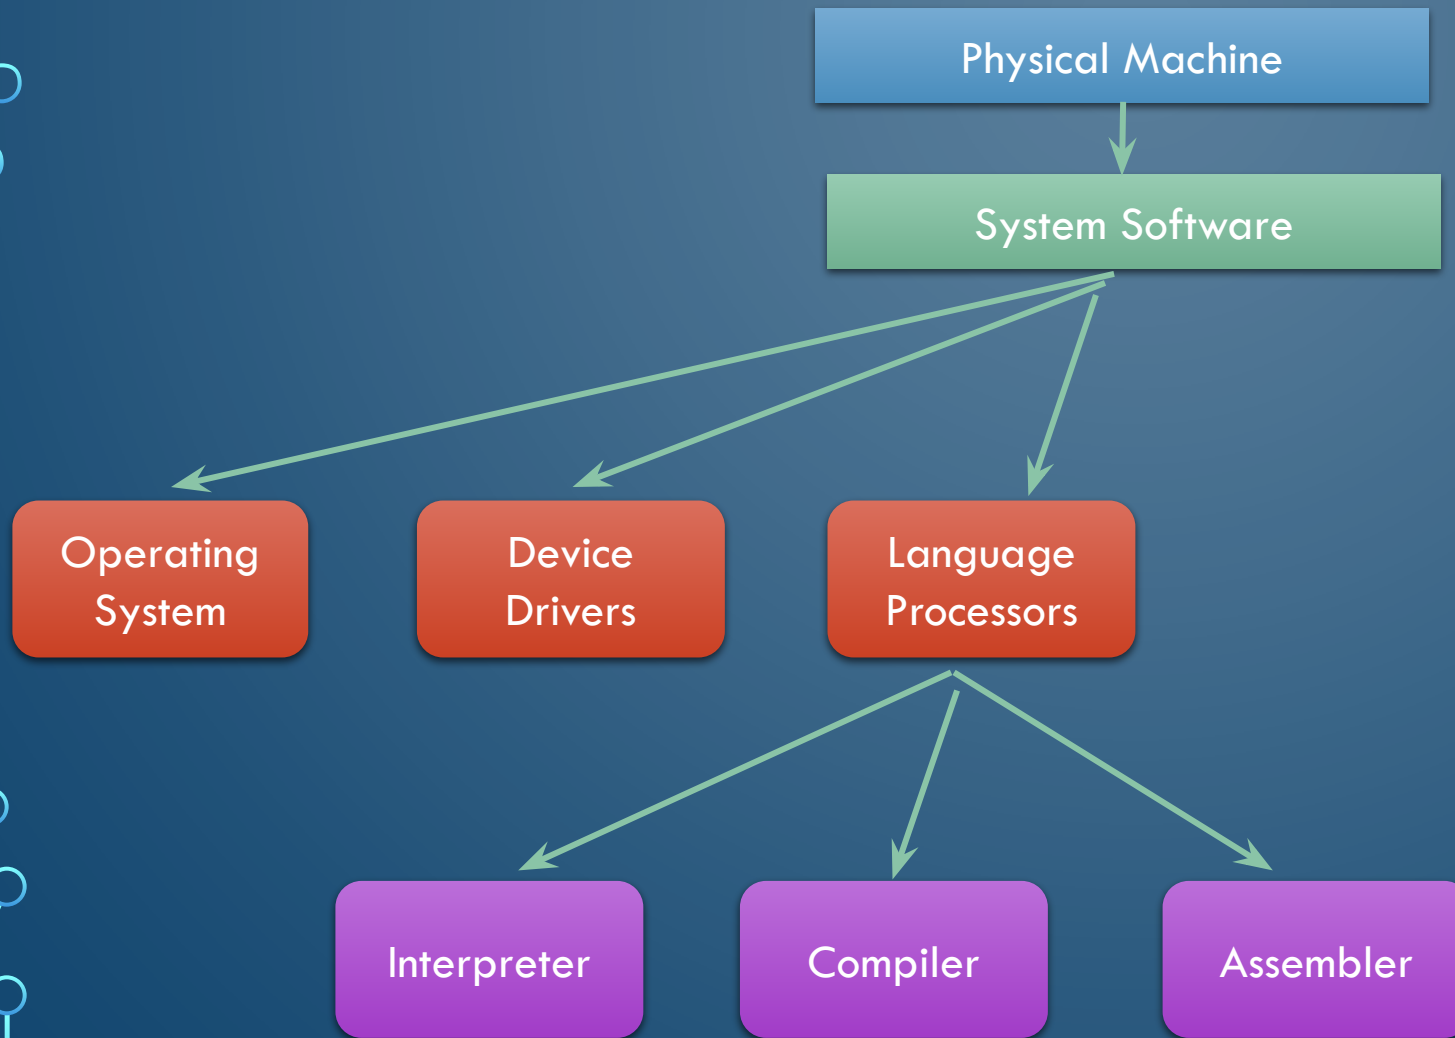 Physical Machine
System Software
Operating
System
Device
Drivers
Language
Processors
Interpreter
Compiler
Assembler